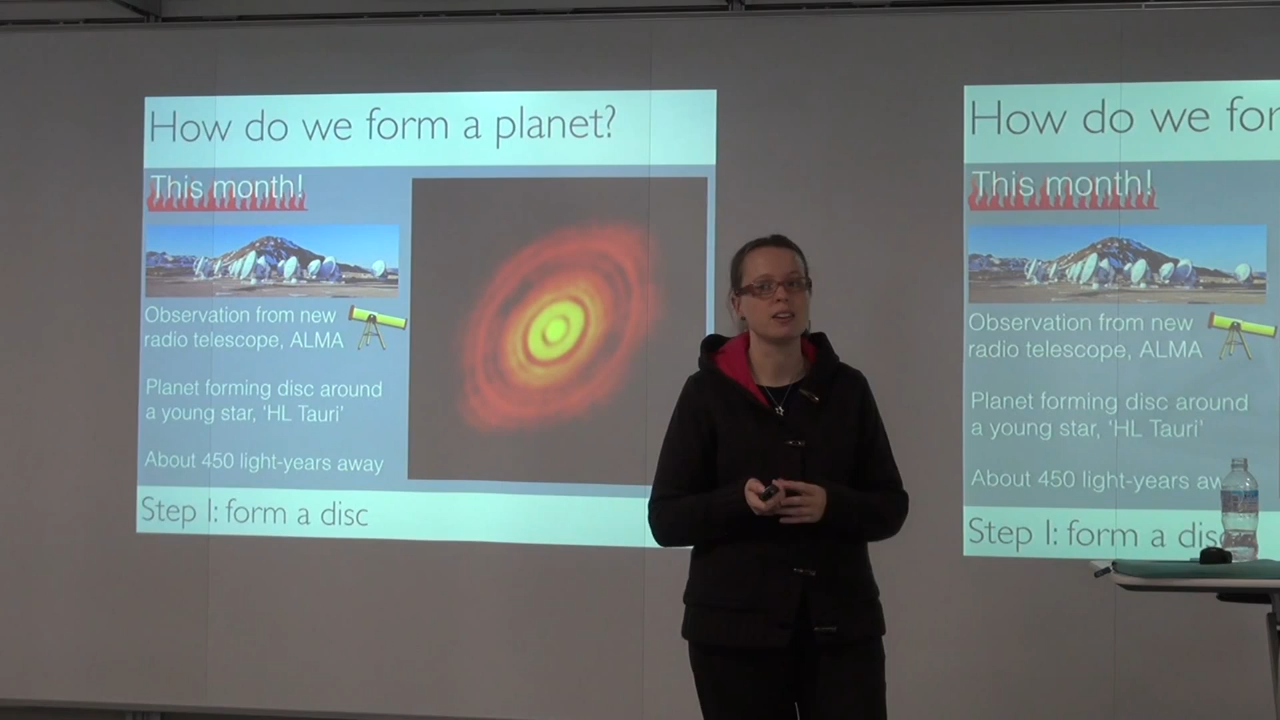 How do we form a planet?
This month!
Observation from new
radio telescope, ALMA
Planet forming disc around
a young star, 'HL Tauri'
About 450 light-years away
Step 1: form a disc
How do we for
This month!
Observation from new
radio telescope, ALMA
Planet forming disc around
a young star, 'HL Tauri'
About 450 light-years aw
Step 1: form a disc